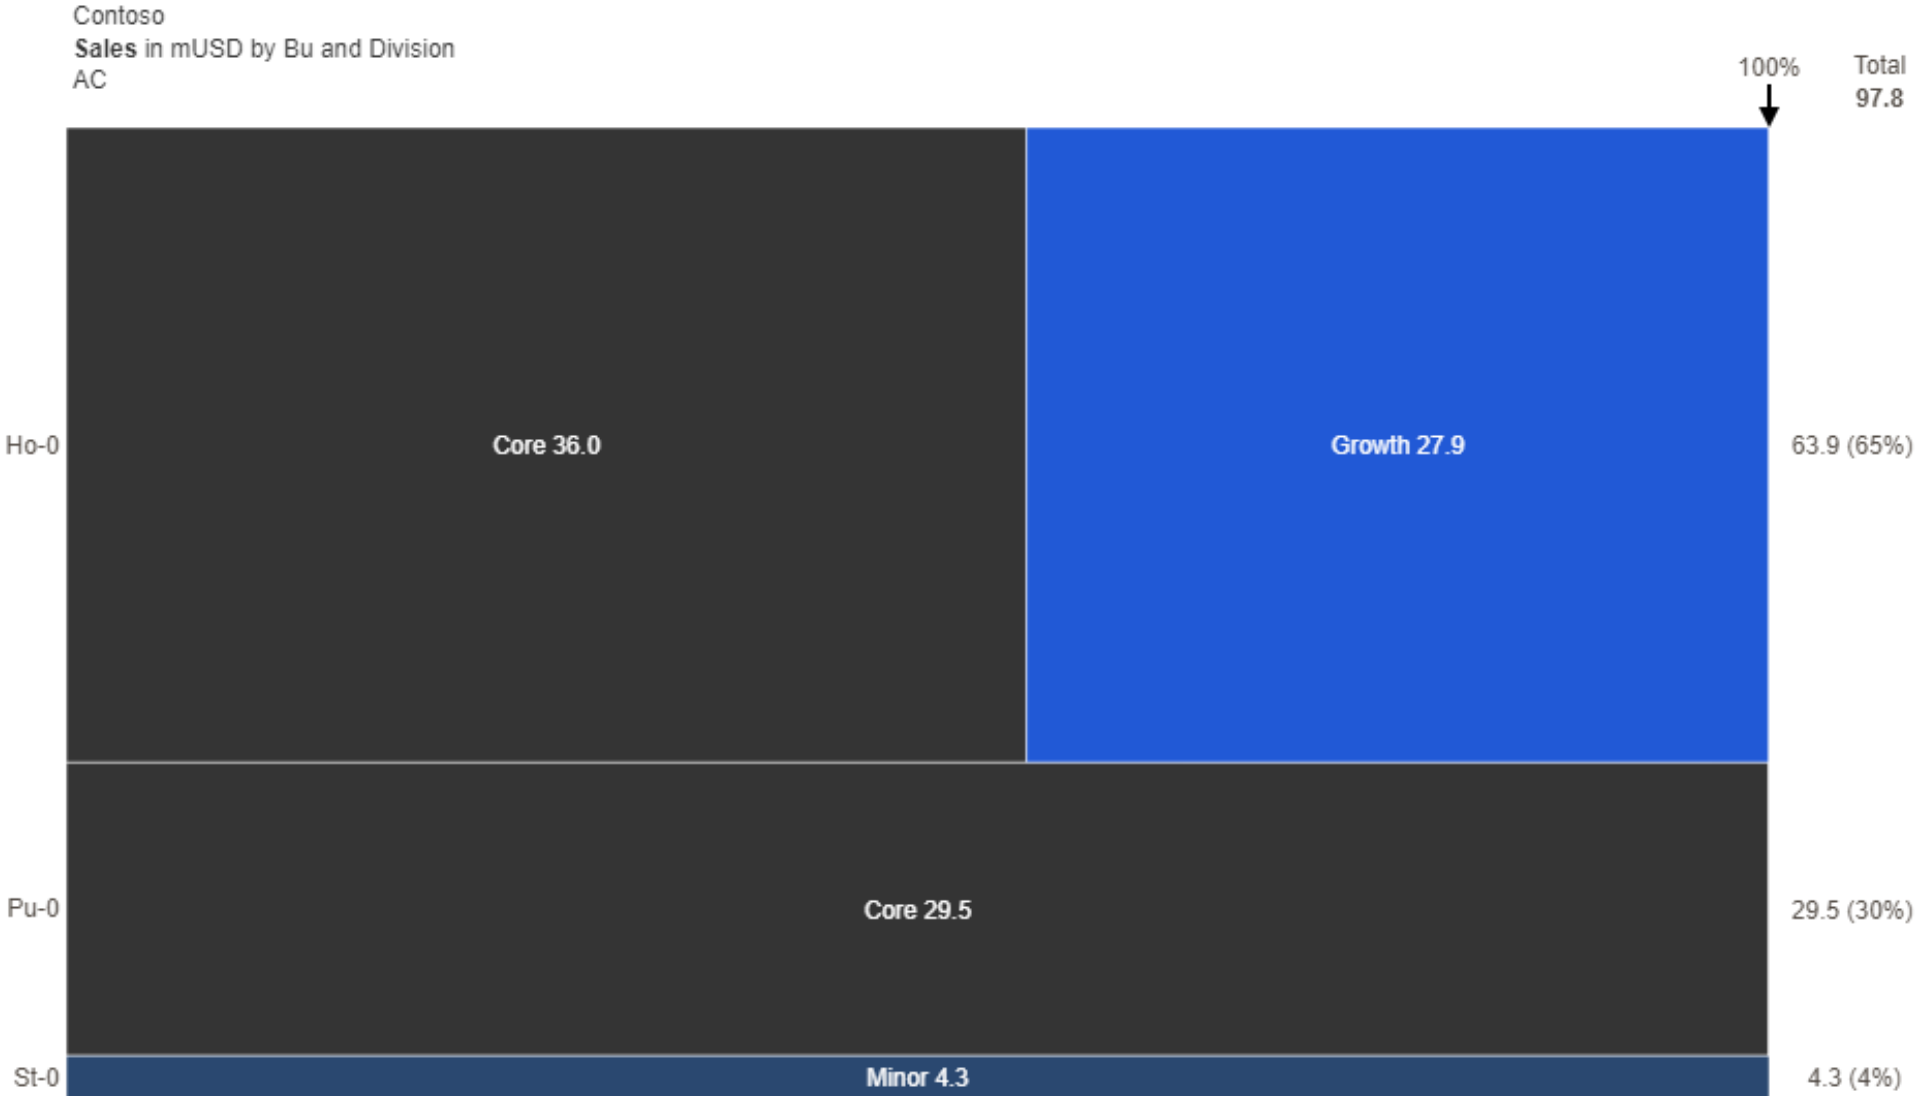 Contoso
Sales in mUSD by Bu and Division
AC
100%
Total
97.8
Ho-0
Core 36.0
Growth 27.9
63.9 (65%)
Pu-0
Core 29.5
29.5 (30%)
St-0
Minor 4.3
4.3 (4%)